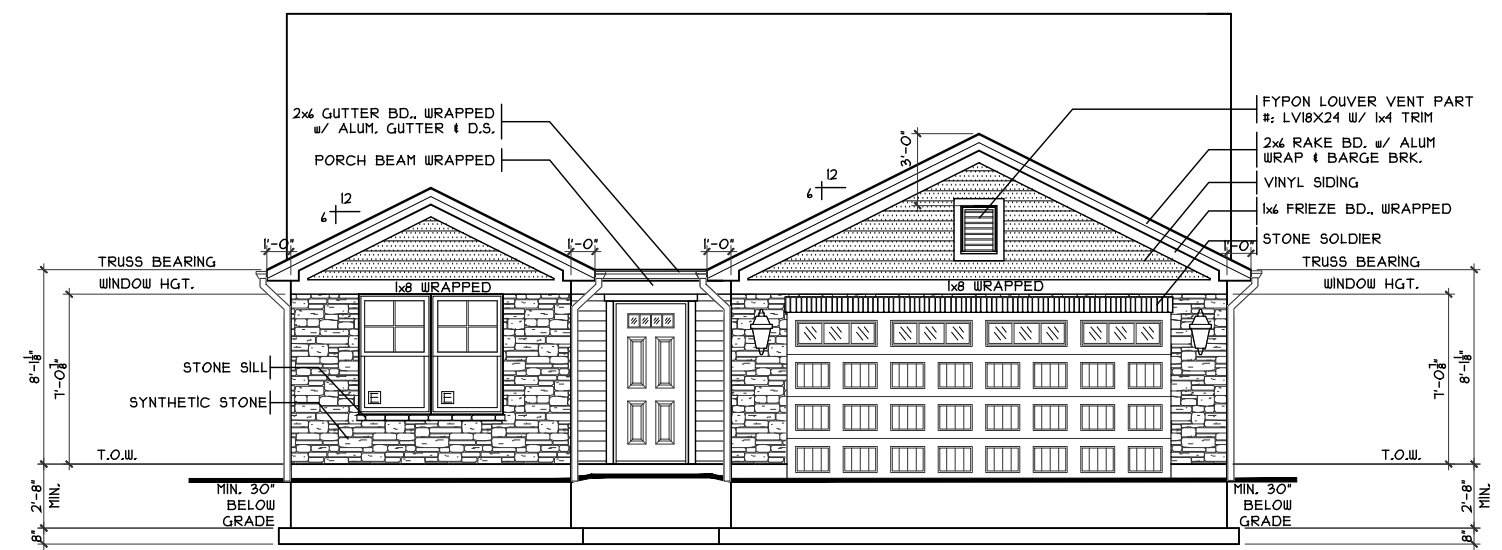 2x6 GUTTER BD., WRAPPED
w/ ALUM. GUTTER & D.S.
PORCH BEAM WRAPPED
12
6
12
6
3'-0"
FYPON LOUVER VENT PART
#: LV18X24 W/ 1x4 TRIM
2x6 RAKE BD. w/ ALUM
WRAP & BARGE BRK.
VINYL SIDING
1x6 FRIEZE BD., WRAPPED
STONE SOLDIER
1'-0"
1'-0"
1'-0"
1'-0"
TRUSS BEARING
WINDOW HGT.
1x8 WRAPPED
1x8 WRAPPED
TRUSS BEARING
WINDOW HGT.
8'-1 1/8"
7'-0 7/8"
STONE SILL
SYNTHETIC STONE
E
E
7'-0 7/8"
8'-1 1/8"
T.O.W.
T.O.W.
2'-8"
MIN.
MIN. 30"
BELOW
GRADE
MIN. 30"
BELOW
GRADE
2'-8"
MIN.
8"
8"